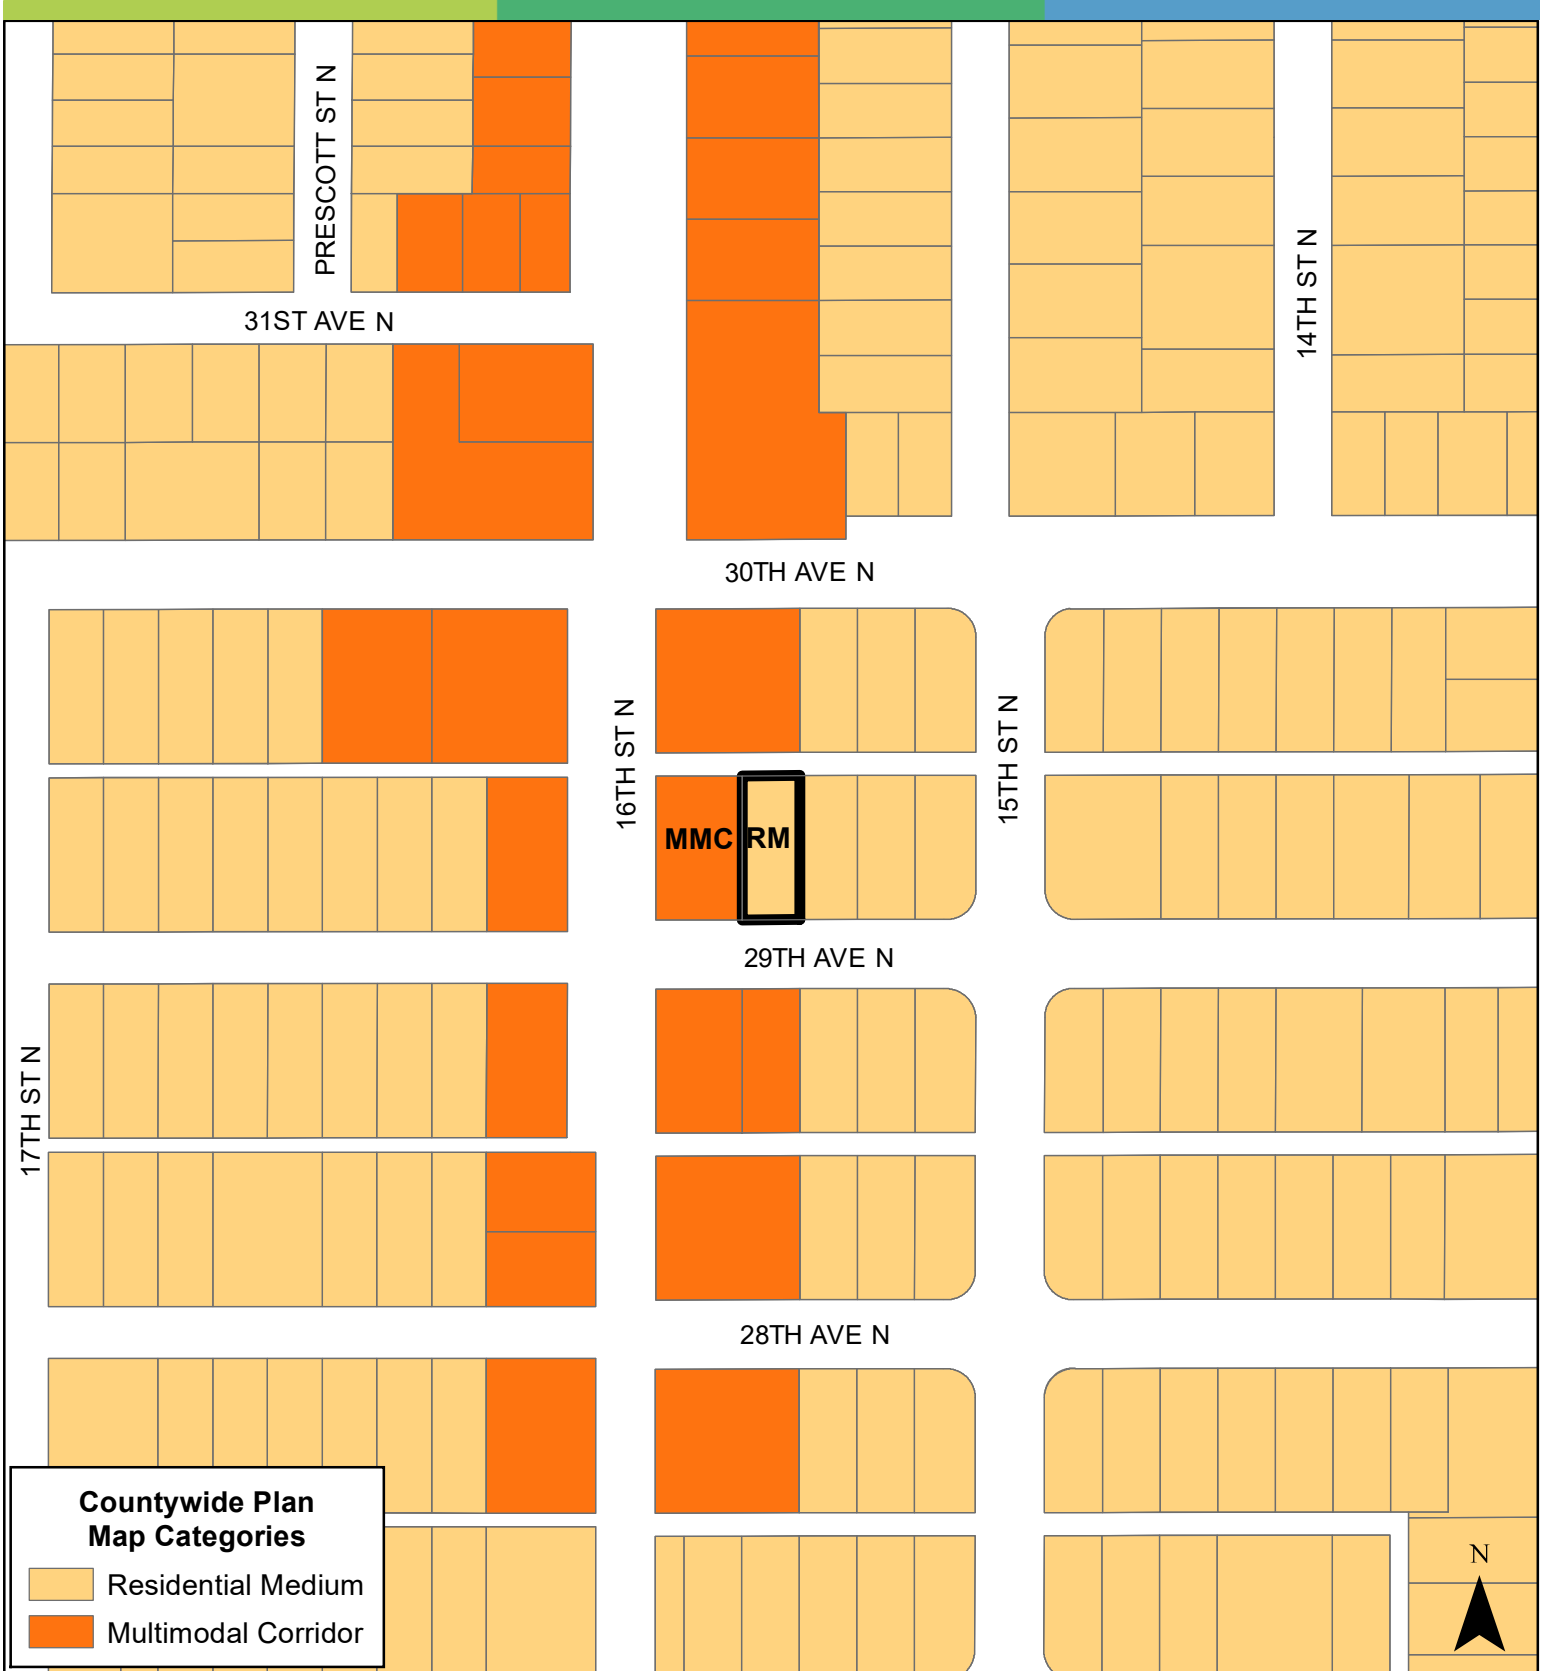 PRESCOTT ST N
31ST AVE N
14TH ST N
30TH AVE N
16TH ST N
15TH ST N
MMC
RM
29TH AVE N
17TH ST N
28TH AVE N
Countywide Plan
Map Categories
Residential Medium
Multimodal Corridor
N